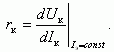 r_к = dU_к / dI_к |_{I_э=const}.